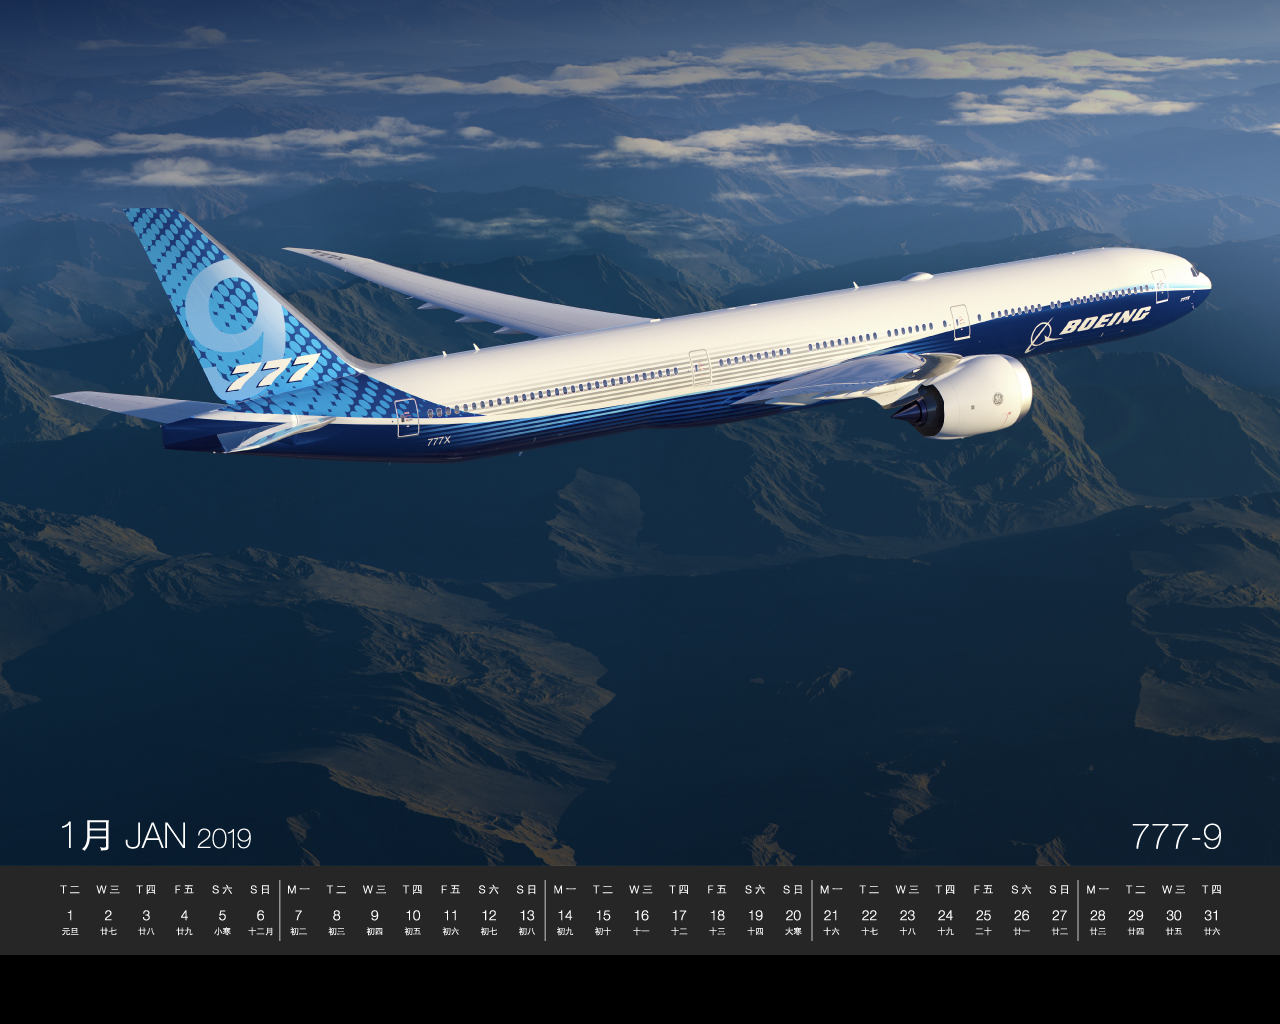 777X
9
777
777X
BOEING
777X
GE
1月 JAN 2019
777-9
T二 W三 T四 F五 S六 S日 M一 T二 W三 T四 F五 S六 S日 M一 T二 W三 T四 F五 S六 S日 M一 T二 W三 T四 F五 S六 S日 M一 T二 W三 T四
1 2 3 4 5 6 7 8 9 10 11 12 13 14 15 16 17 18 19 20 21 22 23 24 25 26 27 28 29 30 31
元旦 廿七 廿八 廿九 小寒 十二月 初二 初三 初四 初五 初六 初七 初八 初九 初十 十一 十二 十三 十四 大寒 十六 十七 十八 十九 二十 廿一 廿二 廿三 廿四 廿五 廿六